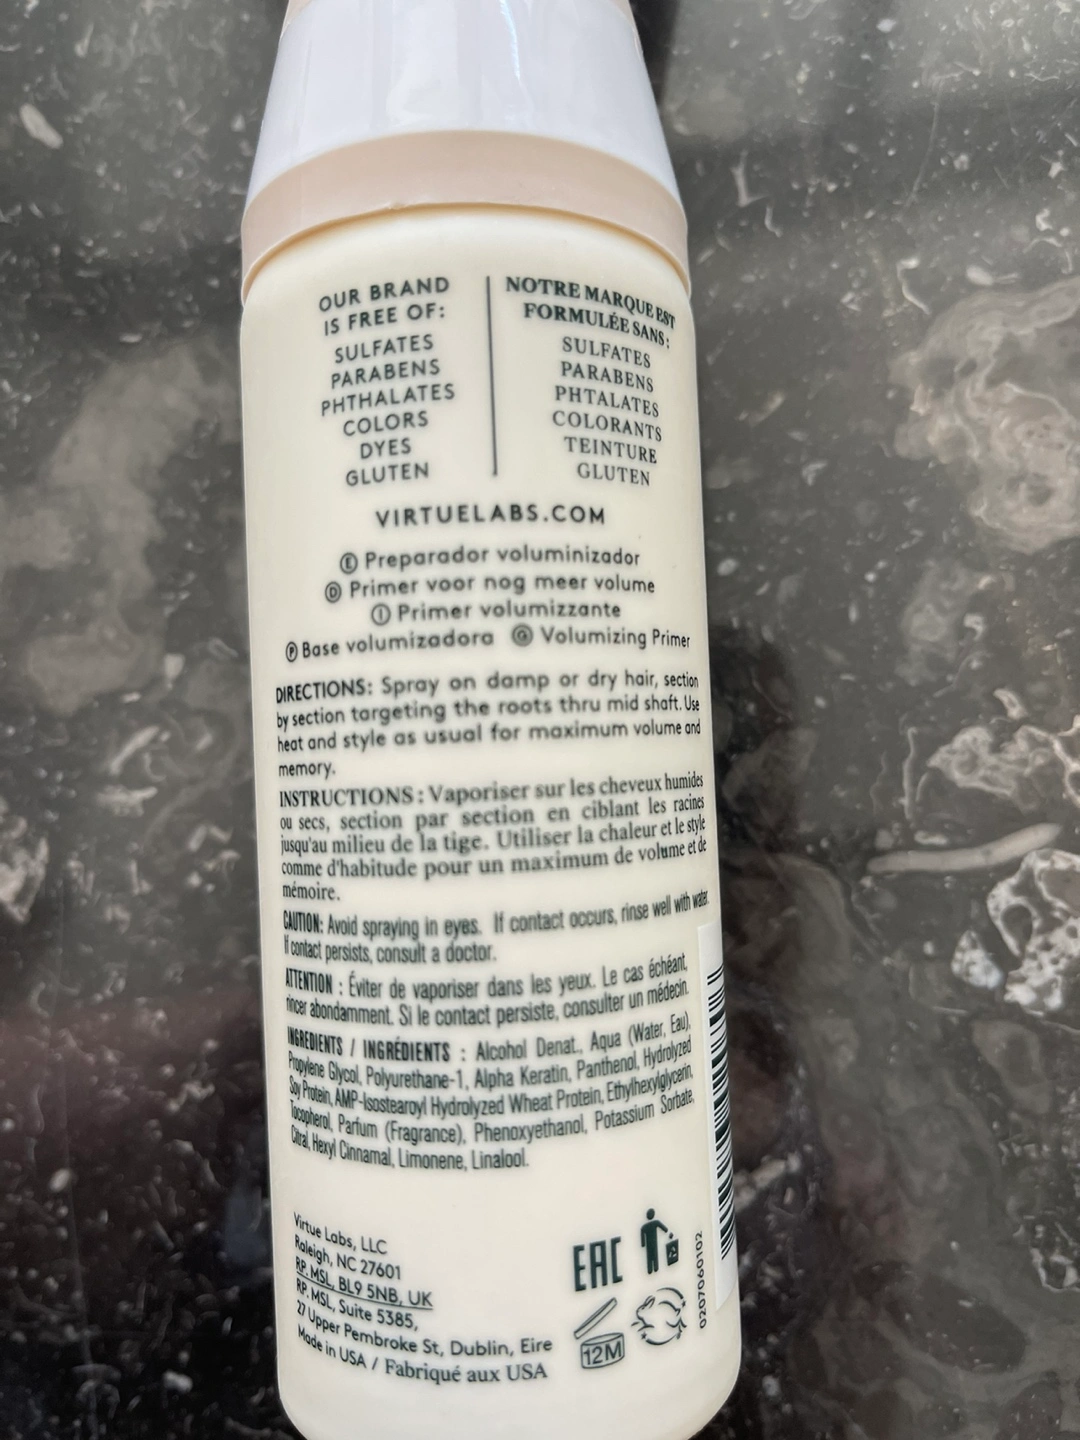 OUR BRAND
IS FREE OF:
SULFATES
PARABENS
PHTHALATES
COLORS
DYES
GLUTEN
NOTRE MARQUE EST
FORMULÉE SANS:
SULFATES
PARABENS
PHTALATES
COLORANTS
TEINTURE
GLUTEN
VIRTUELABS.COM
Ⓔ Preparador voluminizador
Ⓓ Primer voor nog meer volume
Ⓘ Primer volumizzante
Ⓟ Base volumizadora Ⓖ Volumizing Primer
DIRECTIONS: Spray on damp or dry hair, section
by section targeting the roots thru mid shaft. Use
heat and style as usual for maximum volume and
memory.
INSTRUCTIONS : Vaporiser sur les cheveux humides
ou secs, section par section en ciblant les racines
jusqu'au milieu de la tige. Utiliser la chaleur et le style
comme d'habitude pour un maximum de volume et de
mémoire.
CAUTION: Avoid spraying in eyes. If contact occurs, rinse well with water.
If contact persists, consult a doctor.
ATTENTION : Éviter de vaporiser dans les yeux. Le cas échéant,
rincer abondamment. Si le contact persiste, consulter un médecin.
INGREDIENTS / INGRÉDIENTS : Alcohol Denat., Aqua (Water, Eau),
Propylene Glycol, Polyurethane-1, Alpha Keratin, Panthenol, Hydrolyzed
Soy Protein, AMP-Isostearoyl Hydrolyzed Wheat Protein, Ethylhexylglycerin,
Tocopherol, Parfum (Fragrance), Phenoxyethanol, Potassium Sorbate,
Citral, Hexyl Cinnamal, Limonene, Linalool.
Virtue Labs, LLC
Raleigh, NC 27601
RP. MSL, BL9 5NB, UK
RP. MSL, Suite 5385,
27 Upper Pembroke St, Dublin, Eire
Made in USA / Fabriqué aux USA
EAC
12M
0207060102